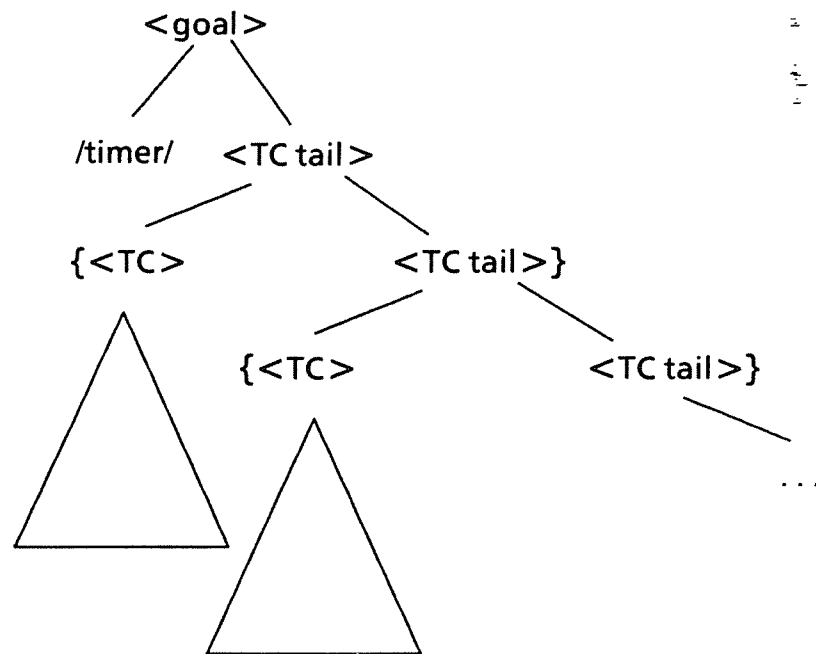 <goal>
/timer/ <TC tail>
{<TC> <TC tail>}
{<TC> <TC tail>}
...